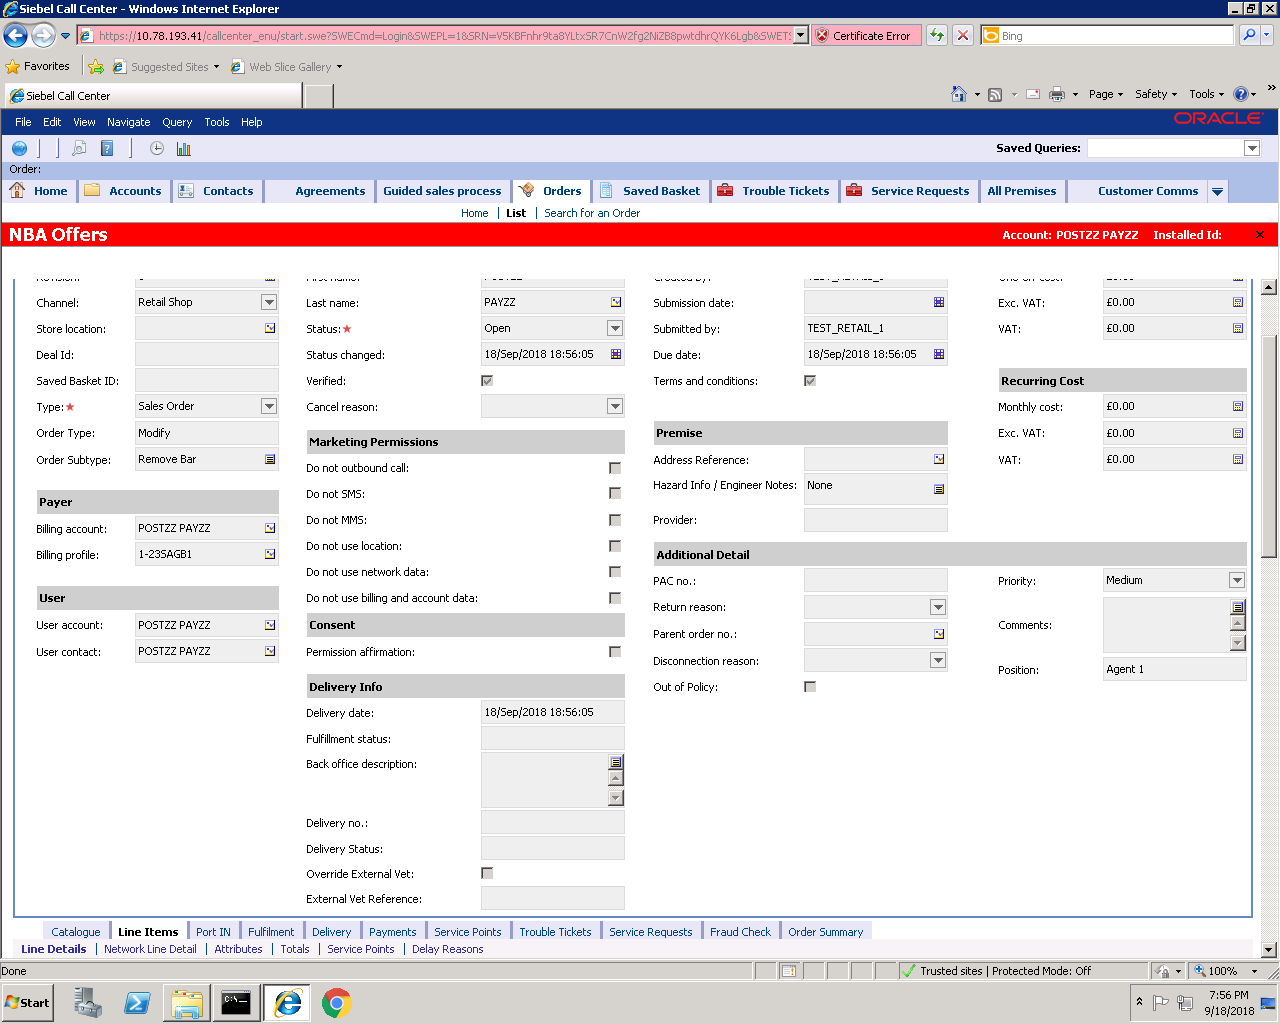 Siebel Call Center - Windows Internet Explorer
https://10.78.193.41/callcenter_enu/start.swe?SWECmd=Login&SWEPL=1&SRN=V5KBFnhr9ta8YLtxSR7CnW2fg2NiZB8pwtdhrQYK6Lgb&SWETS
Certificate Error
Bing
Favorites
Suggested Sites
Web Slice Gallery
Siebel Call Center
Page
Safety
Tools
File Edit View Navigate Query Tools Help
ORACLE
Saved Queries:
Order:
Home Accounts Contacts Agreements Guided sales process Orders Saved Basket Trouble Tickets Service Requests All Premises Customer Comms
Home | List | Search for an Order
NBA Offers
Account: POSTZZ PAYZZ Installed Id:
Channel: Retail Shop
Store location:
Deal Id:
Saved Basket ID:
Type: Sales Order
Order Type: Modify
Order Subtype: Remove Bar
Payer
Billing account: POSTZZ PAYZZ
Billing profile: 1-23SAGB1
User
User account: POSTZZ PAYZZ
User contact: POSTZZ PAYZZ
Last name: PAYZZ
Status: Open
Status changed: 18/Sep/2018 18:56:05
Verified:
Cancel reason:
Marketing Permissions
Do not outbound call:
Do not SMS:
Do not MMS:
Do not use location:
Do not use network data:
Do not use billing and account data:
Consent
Permission affirmation:
Delivery Info
Delivery date: 18/Sep/2018 18:56:05
Fulfillment status:
Back office description:
Delivery no.:
Delivery Status:
Override External Vet:
External Vet Reference:
Submission date:
Submitted by: TEST_RETAIL_1
Due date: 18/Sep/2018 18:56:05
Terms and conditions:
Premise
Address Reference:
Hazard Info / Engineer Notes: None
Provider:
Additional Detail
PAC no.:
Return reason:
Parent order no.:
Disconnection reason:
Out of Policy:
Exc. VAT: £0.00
VAT: £0.00
Recurring Cost
Monthly cost: £0.00
Exc. VAT: £0.00
VAT: £0.00
Priority: Medium
Comments:
Position: Agent 1
Catalogue Line Items Port IN Fulfilment Delivery Payments Service Points Trouble Tickets Service Requests Fraud Check Order Summary
Line Details | Network Line Detail | Attributes | Totals | Service Points | Delay Reasons
Done
Trusted sites | Protected Mode: Off
100%
Start
7:56 PM
9/18/2018